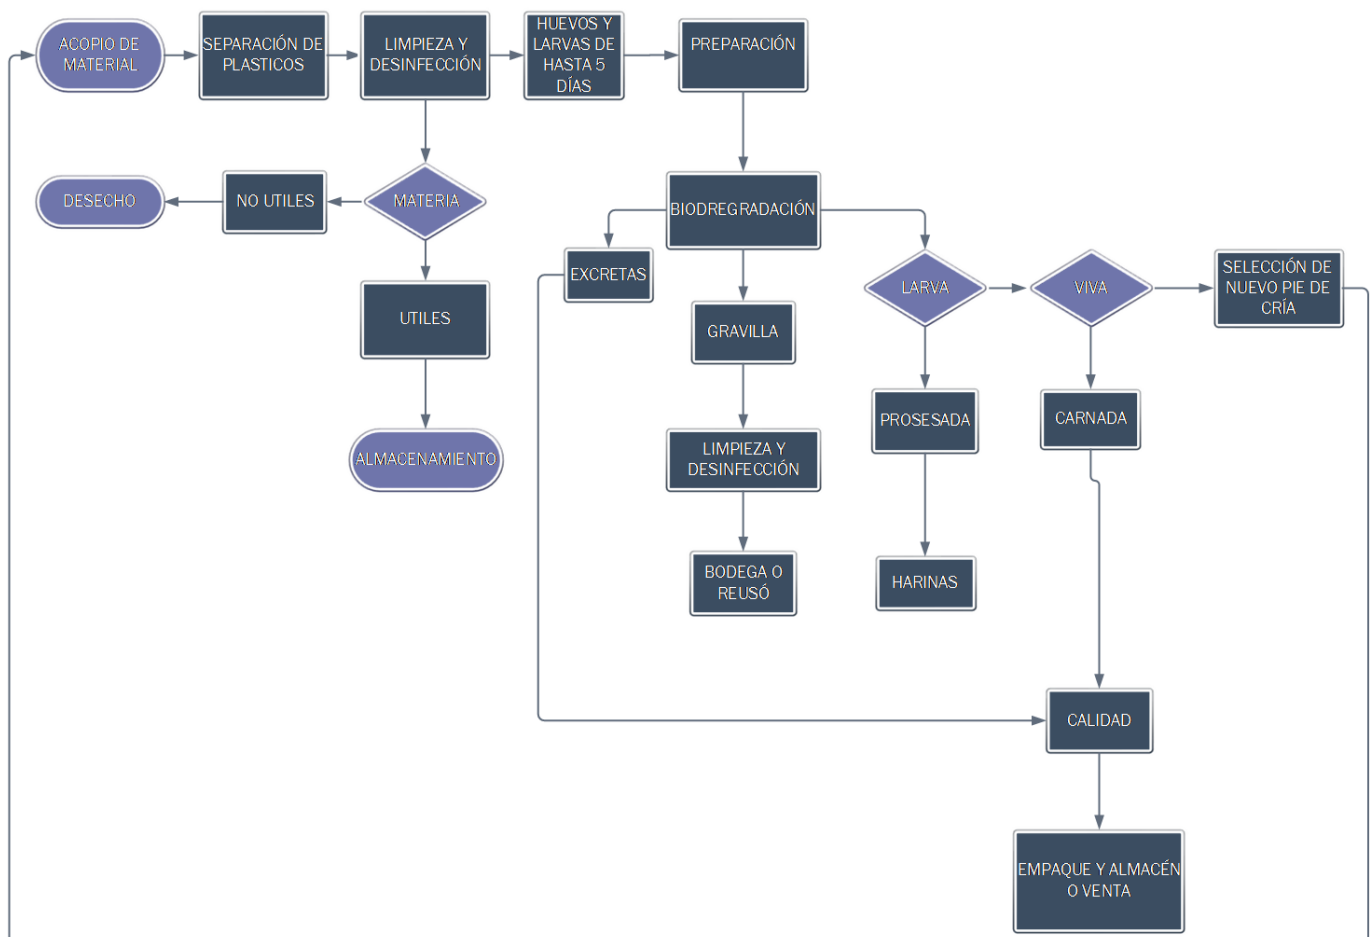 ACOPIO DE
MATERIAL
SEPARACIÓN DE
PLASTICOS
LIMPIEZA Y
DESINFECCIÓN
HUEVOS Y
LARVAS DE
HASTA 5
DÍAS
PREPARACIÓN
DESECHO
NO UTILES
MATERIA
BIODREGRADACIÓN
EXCRETAS
LARVA
VIVA
SELECCIÓN DE
NUEVO PIE DE
CRÍA
UTILES
GRAVILLA
PROSESADA
CARNADA
ALMACENAMIENTO
LIMPIEZA Y
DESINFECCIÓN
BODEGA O
REUSÓ
HARINAS
CALIDAD
EMPAQUE Y ALMACÉN
O VENTA